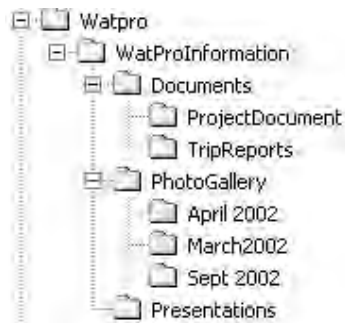 Watpro
WatProInformation
Documents
ProjectDocument
TripReports
PhotoGallery
April 2002
March2002
Sept 2002
Presentations